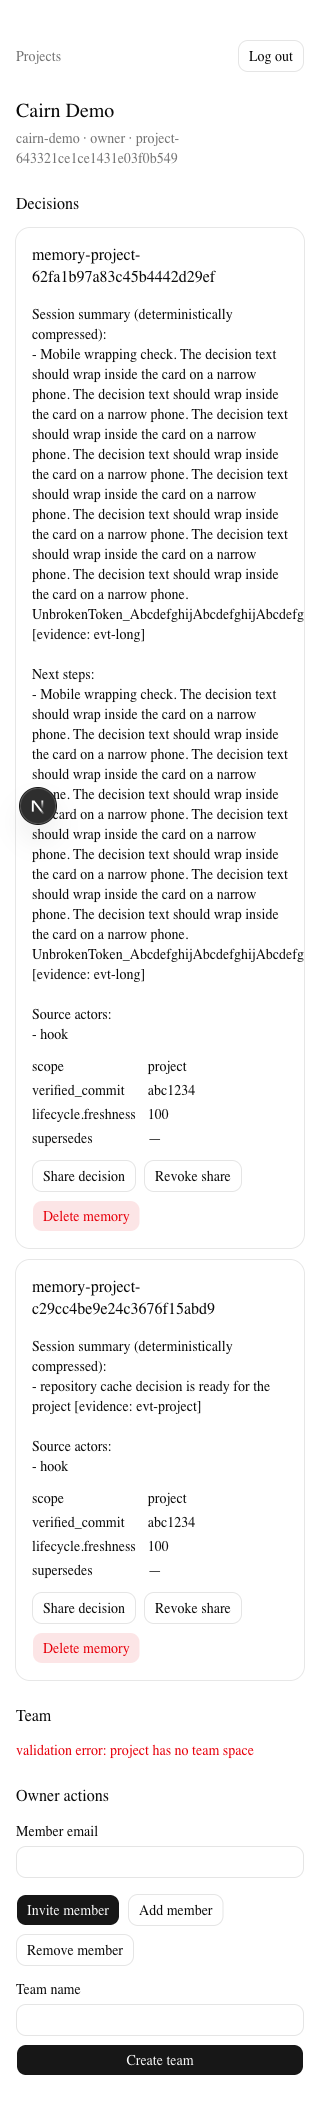 Projects
Log out
Cairn Demo
cairn-demo · owner · project-
643321ce1ce1431e03f0b549
Decisions
memory-project-
62fa1b97a83c45b4442d29ef
Session summary (deterministically
compressed):
- Mobile wrapping check. The decision text
should wrap inside the card on a narrow
phone. The decision text should wrap inside
the card on a narrow phone. The decision text
should wrap inside the card on a narrow
phone. The decision text should wrap inside
the card on a narrow phone. The decision text
should wrap inside the card on a narrow
phone. The decision text should wrap inside
the card on a narrow phone. The decision text
should wrap inside the card on a narrow
phone. The decision text should wrap inside
the card on a narrow phone.
UnbrokenToken_AbcdefghijAbcdefghijAbcdefg
[evidence: evt-long]
Next steps:
- Mobile wrapping check. The decision text
should wrap inside the card on a narrow
phone. The decision text should wrap inside
the card on a narrow phone. The decision text
should wrap inside the card on a narrow
ne. The decision text should wrap inside
N
card on a narrow phone. The decision text
should wrap inside the card on a narrow
phone. The decision text should wrap inside
the card on a narrow phone. The decision text
should wrap inside the card on a narrow
phone. The decision text should wrap inside
the card on a narrow phone.
UnbrokenToken_AbcdefghijAbcdefghijAbcdefg
[evidence: evt-long]
Source actors:
- hook
scope project
verified_commit abc1234
lifecycle.freshness 100
supersedes —
Share decision Revoke share
Delete memory
memory-project-
c29cc4be9e24c3676f15abd9
Session summary (deterministically
compressed):
- repository cache decision is ready for the
project [evidence: evt-project]
Source actors:
- hook
scope project
verified_commit abc1234
lifecycle.freshness 100
supersedes —
Share decision Revoke share
Delete memory
Team
validation error: project has no team space
Owner actions
Member email
Invite member Add member
Remove member
Team name
Create team